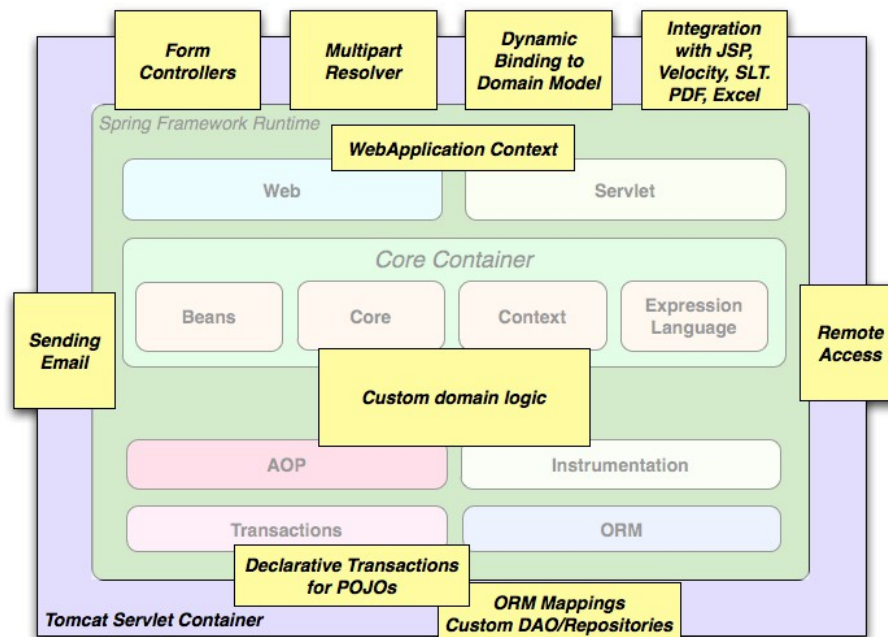 Form
Controllers
Multipart
Resolver
Dynamic
Binding to
Domain Model
Integration
with JSP,
Velocity, SLT.
PDF, Excel
Spring Framework Runtime
WebApplication Context
Web
Servlet
Core Container
Beans
Core
Context
Expression
Language
Sending
Email
Remote
Access
Custom domain logic
AOP
Instrumentation
Transactions
ORM
Declarative Transactions
for POJOs
ORM Mappings
Custom DAO/Repositories
Tomcat Servlet Container